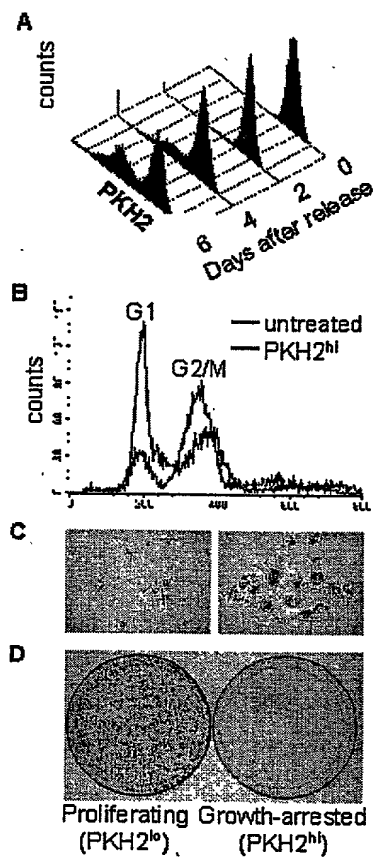 A
counts
PKH2
6 4 2 0
Days after release
B
G1
G2/M
untreated
PKH2hi
counts
C
D
Proliferating Growth-arrested
(PKH2lo) (PKH2hi)